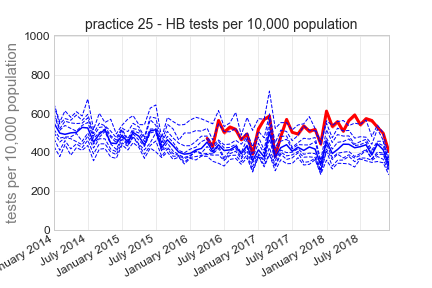 practice 25 - HB tests per 10,000 population
tests per 10,000 population
1000
800
600
400
200
0
nuary 2014
July 2014
January 2015
July 2015
January 2016
July 2016
January 2017
July 2017
January 2018
July 2018